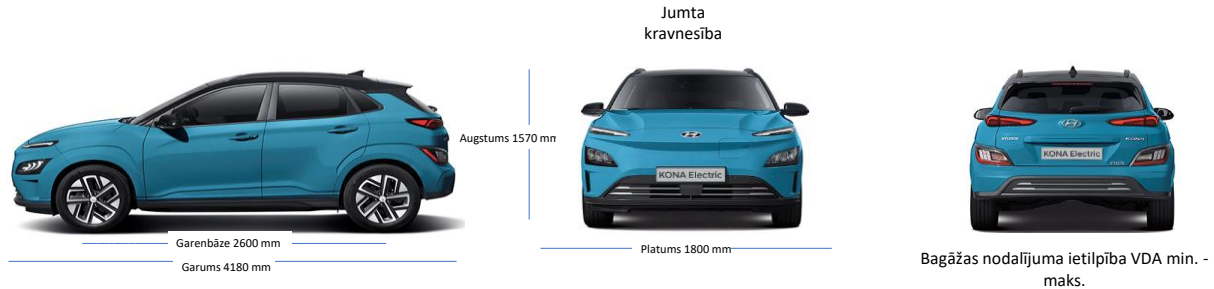 Jumta
kravnesība
Augstums 1570 mm
KONA Electric
KONA
KONA Electric
Garenbāze 2600 mm
Garums 4180 mm
Platums 1800 mm
Bagāžas nodalījuma ietilpība VDA min. -
maks.